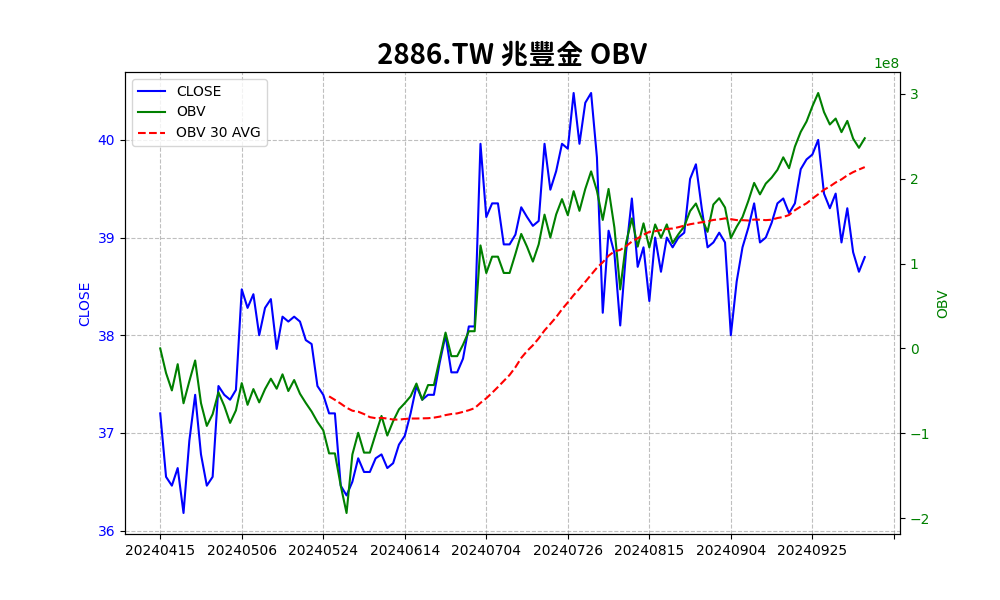 2886.TW 兆豐金 OBV
1e8
CLOSE
OBV
OBV 30 AVG
40
39
38
37
36
CLOSE
3
2
1
0
−1
−2
OBV
20240415 20240506 20240524 20240614 20240704 20240726 20240815 20240904 20240925